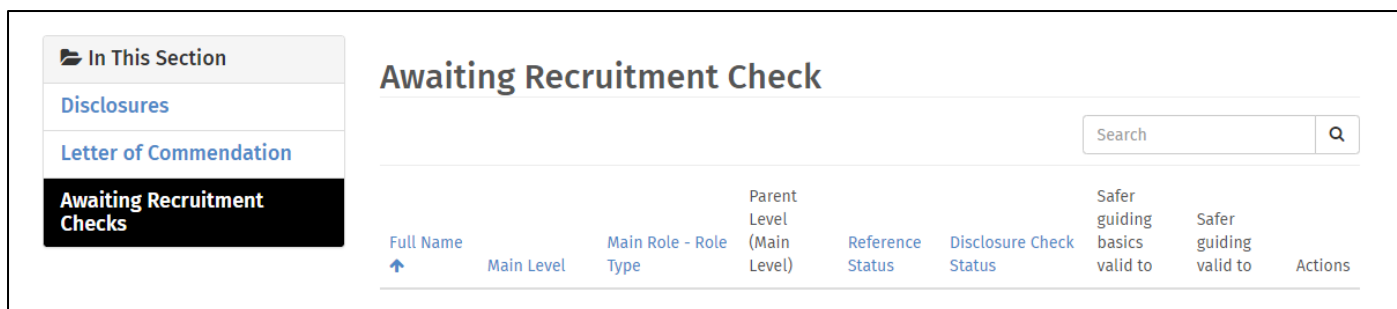 In This Section
Disclosures
Letter of Commendation
Awaiting Recruitment
Checks
Awaiting Recruitment Check
Search
Full Name
Main Level
Main Role - Role
Type
Parent
Level
(Main
Level)
Reference
Status
Disclosure Check
Status
Safer
guiding
basics
valid to
Safer
guiding
valid to
Actions